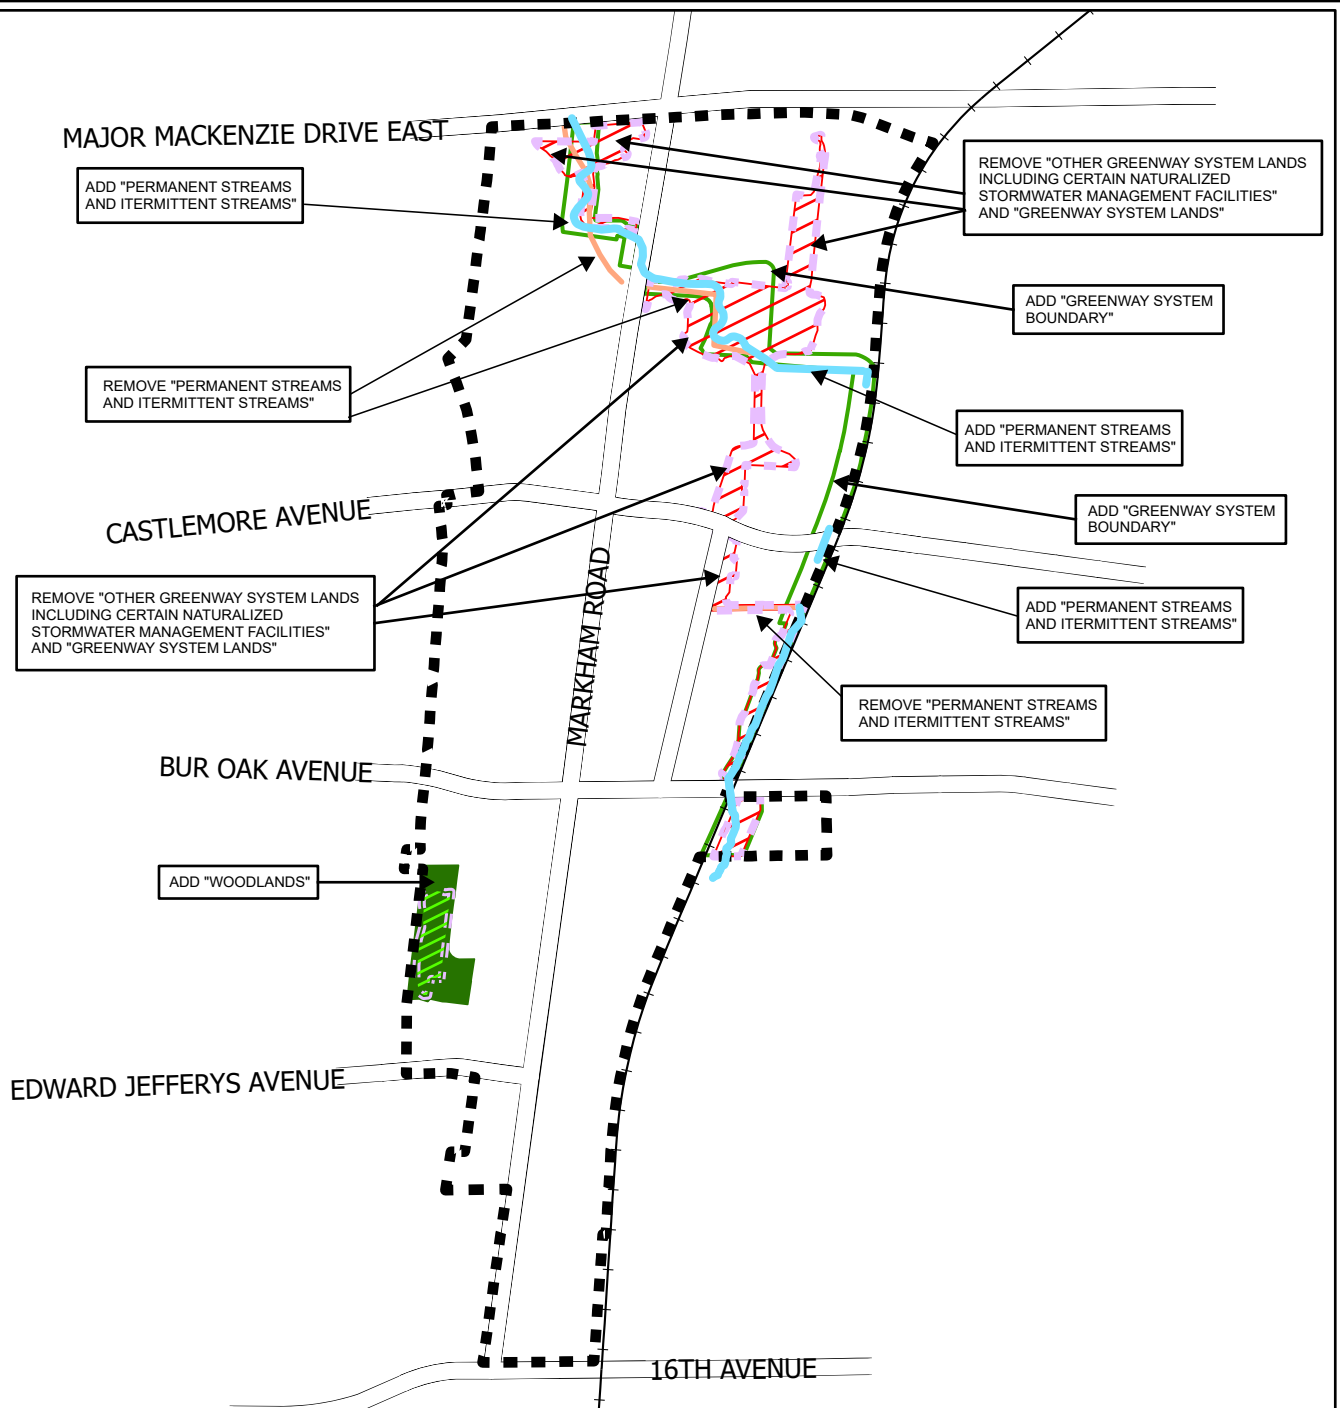 MAJOR MACKENZIE DRIVE EAST
REMOVE "OTHER GREENWAY SYSTEM LANDS
INCLUDING CERTAIN NATURALIZED
STORMWATER MANAGEMENT FACILITIES"
AND "GREENWAY SYSTEM LANDS"
ADD "PERMANENT STREAMS
AND ITERMITTENT STREAMS"
ADD "GREENWAY SYSTEM
BOUNDARY"
REMOVE "PERMANENT STREAMS
AND ITERMITTENT STREAMS"
ADD "PERMANENT STREAMS
AND ITERMITTENT STREAMS"
CASTLEMORE AVENUE
ADD "GREENWAY SYSTEM
BOUNDARY"
REMOVE "OTHER GREENWAY SYSTEM LANDS
INCLUDING CERTAIN NATURALIZED
STORMWATER MANAGEMENT FACILITIES"
AND "GREENWAY SYSTEM LANDS"
MARKHAM ROAD
ADD "PERMANENT STREAMS
AND ITERMITTENT STREAMS"
REMOVE "PERMANENT STREAMS
AND ITERMITTENT STREAMS"
BUR OAK AVENUE
ADD "WOODLANDS"
EDWARD JEFFERYS AVENUE
16TH AVENUE